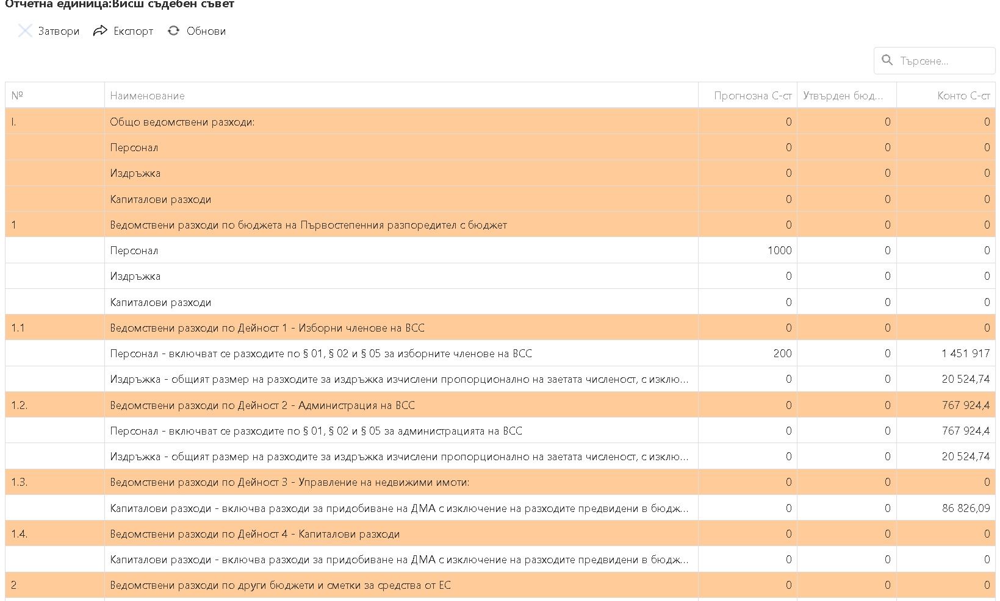 Отчетна единица:Висш съдебен съвет
Затвори Експорт Обнови
Търсене...
№ Наименование Прогнозна С-ст Утвърден бюд... Конто С-ст
I. Общо ведомствени разходи: 0 0 0
Персонал 0 0 0
Издръжка 0 0 0
Капиталови разходи 0 0 0
1 Ведомствени разходи по бюджета на Първостепенния разпоредител с бюджет 0 0 0
Персонал 1000 0 0
Издръжка 0 0 0
Капиталови разходи 0 0 0
1.1 Ведомствени разходи по Дейност 1 - Изборни членове на ВСС 0 0 0
Персонал - включват се разходите по § 01, § 02 и § 05 за изборните членове на ВСС 200 0 1 451 917
Издръжка - общият размер на разходите за издръжка изчислени пропорционално на заетата численост, с изклю... 0 0 20 524,74
1.2. Ведомствени разходи по Дейност 2 - Администрация на ВСС 0 0 767 924,4
Персонал - включват се разходите по § 01, § 02 и § 05 за администрацията на ВСС 0 0 767 924,4
Издръжка - общият размер на разходите за издръжка изчислени пропорционално на заетата численост, с изклю... 0 0 20 524,74
1.3. Ведомствени разходи по Дейност 3 - Управление на недвижими имоти: 0 0 0
Капиталови разходи - включва разходи за придобиване на ДМА с изключение на разходите предвидени в бюдж... 0 0 86 826,09
1.4. Ведомствени разходи по Дейност 4 - Капиталови разходи 0 0 0
Капиталови разходи - включва разходи за придобиване на ДМА с изключение на разходите предвидени в бюдж... 0 0 0
2 Ведомствени разходи по други бюджети и сметки за средства от ЕС 0 0 0